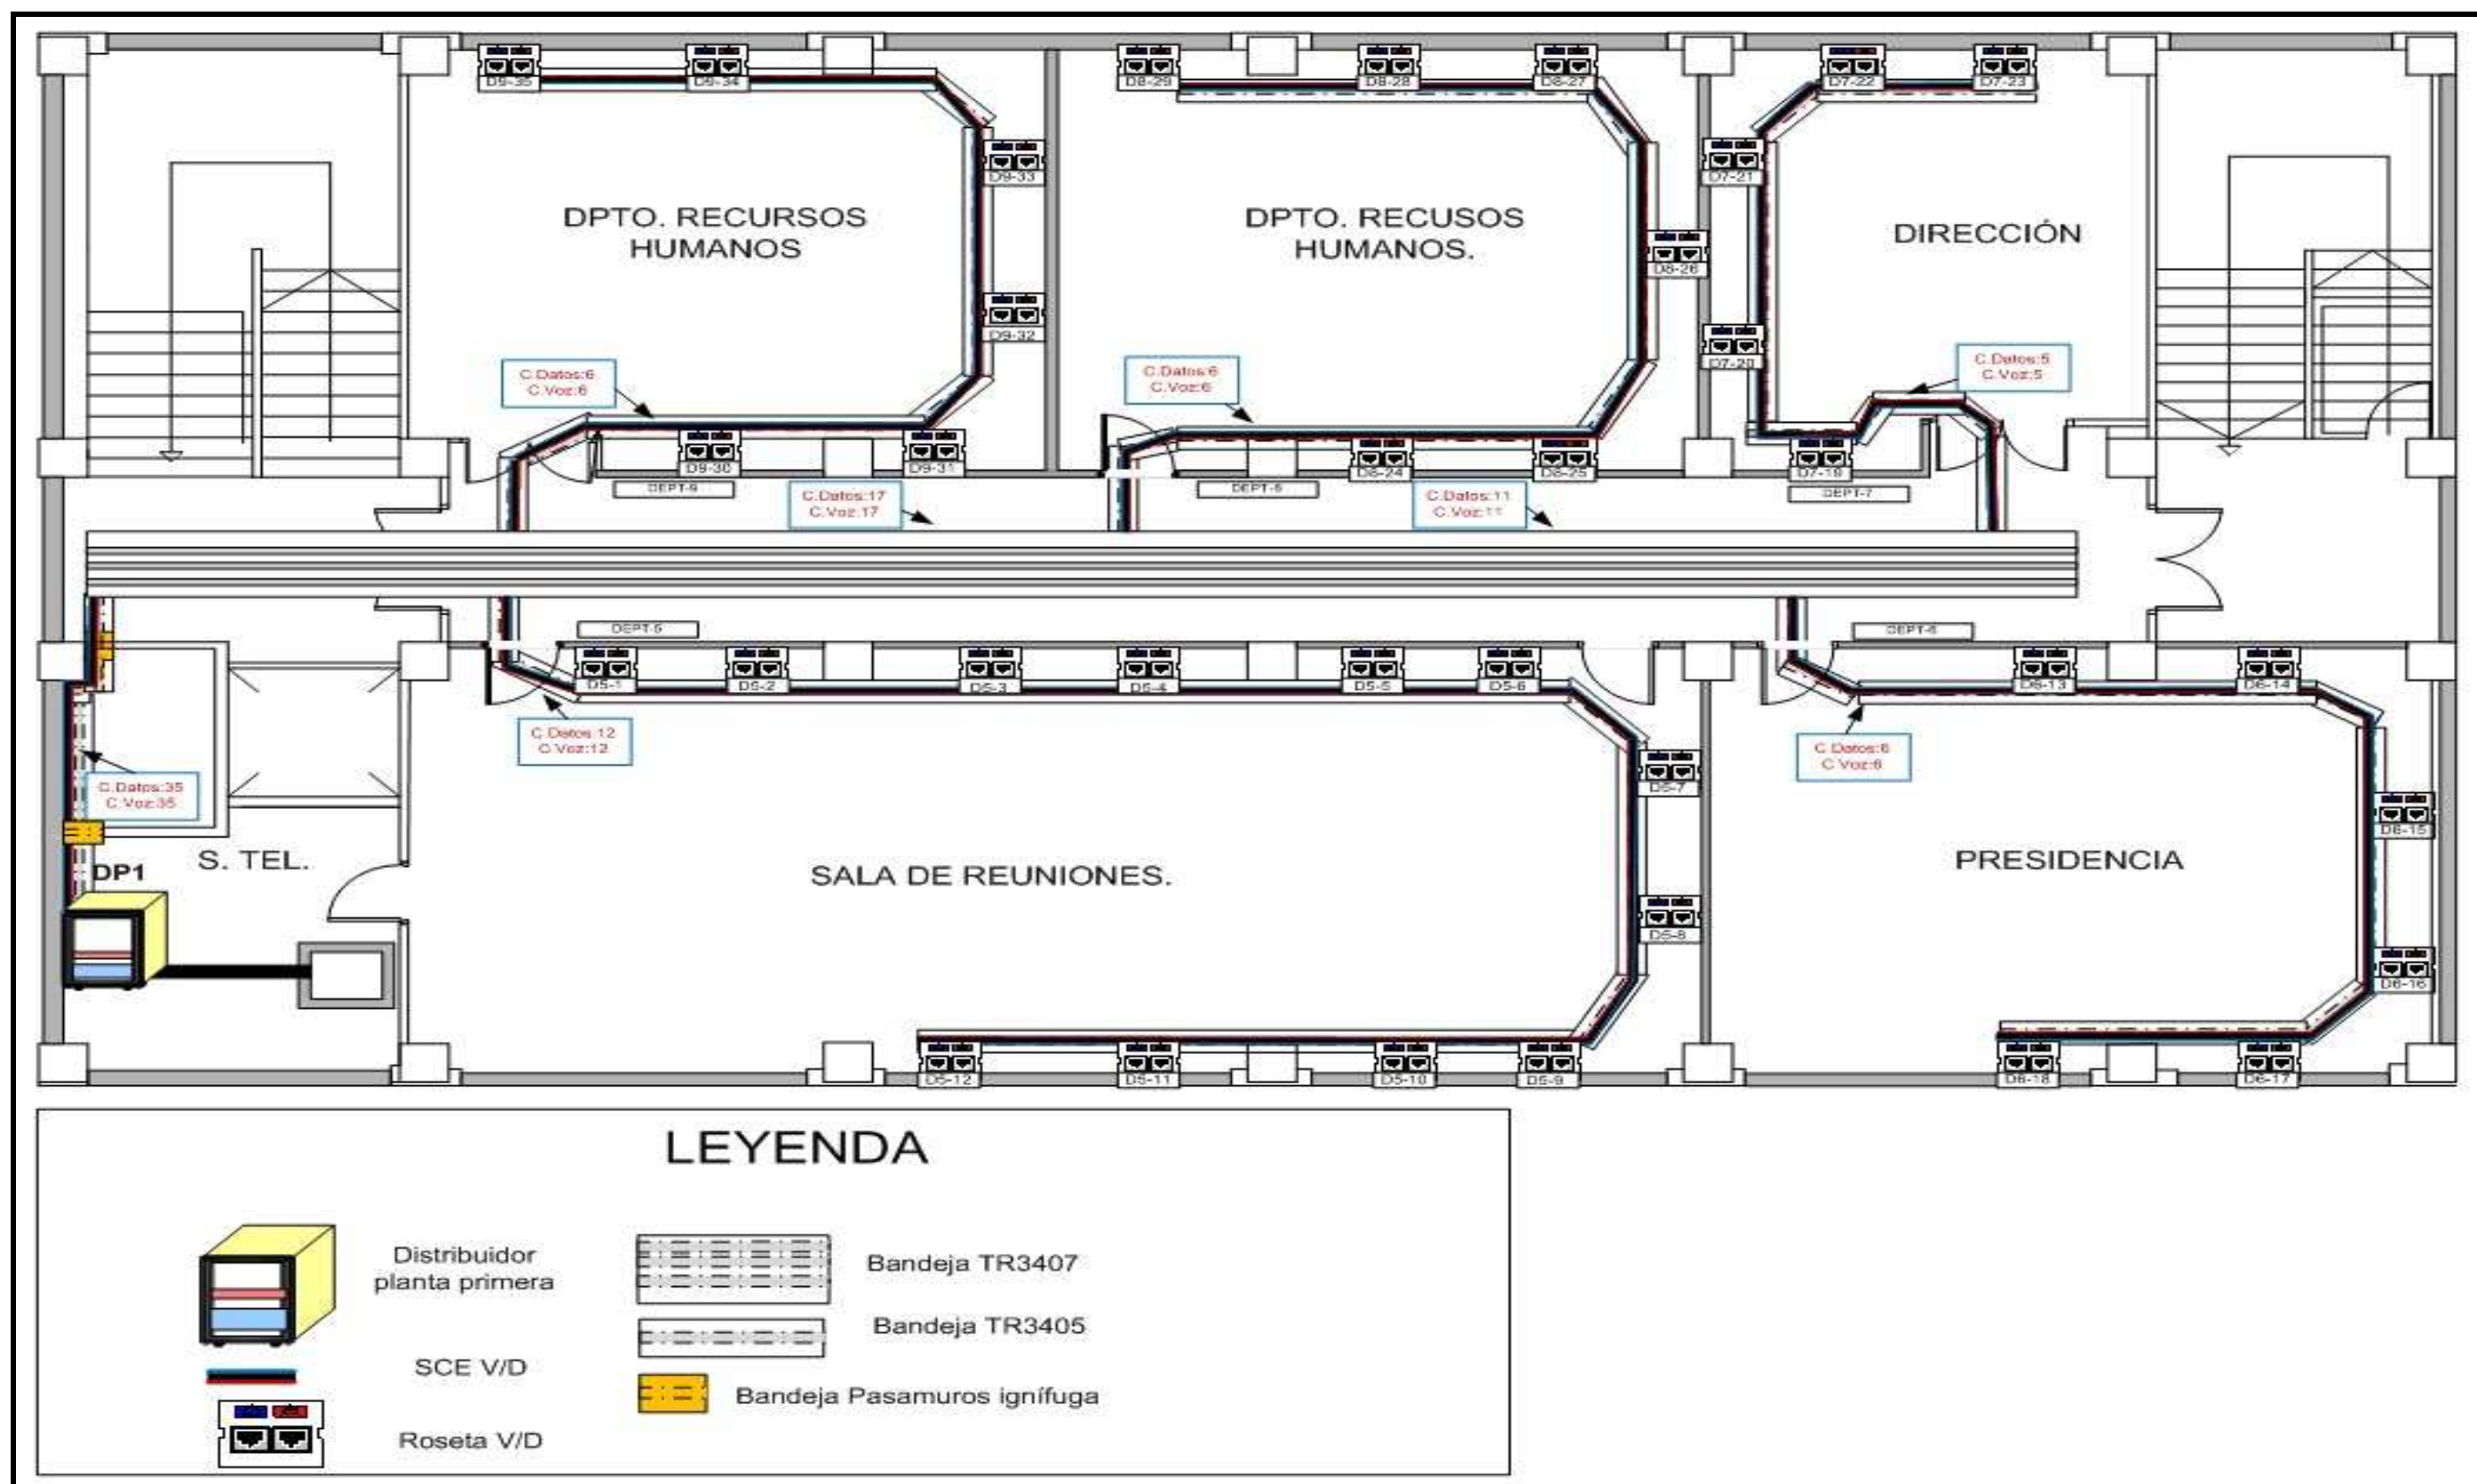 D9-35
D9-34
D8-29
D8-28
D8-27
D7-22
D7-23
D9-33
D7-21
DPTO. RECURSOS
HUMANOS
DPTO. RECUSOS
HUMANOS.
DIRECCIÓN
D8-26
D9-32
D7-20
C.Datos:6
C.Voz:6
C.Datos:6
C.Voz:6
C.Datos:5
C.Voz:5
D9-30
D9-31
D8-24
D8-25
D7-19
DEPT-9
C.Datos:17
C.Voz:17
DEPT-8
C.Datos:11
C.Voz:11
DEPT-7
DEPT-5
DEPT-6
D5-1
D5-2
D5-3
D5-4
D5-5
D5-6
D6-13
D6-14
C.Datos:12
C.Voz:12
C.Datos:6
C.Voz:6
C.Datos:35
C.Voz:35
D5-7
D6-15
DP1
S. TEL.
SALA DE REUNIONES.
PRESIDENCIA
D5-8
D6-16
D5-12
D5-11
D5-10
D5-9
D6-18
D6-17
LEYENDA
Distribuidor
planta primera
Bandeja TR3407
Bandeja TR3405
SCE V/D
Bandeja Pasamuros ignífuga
Roseta V/D